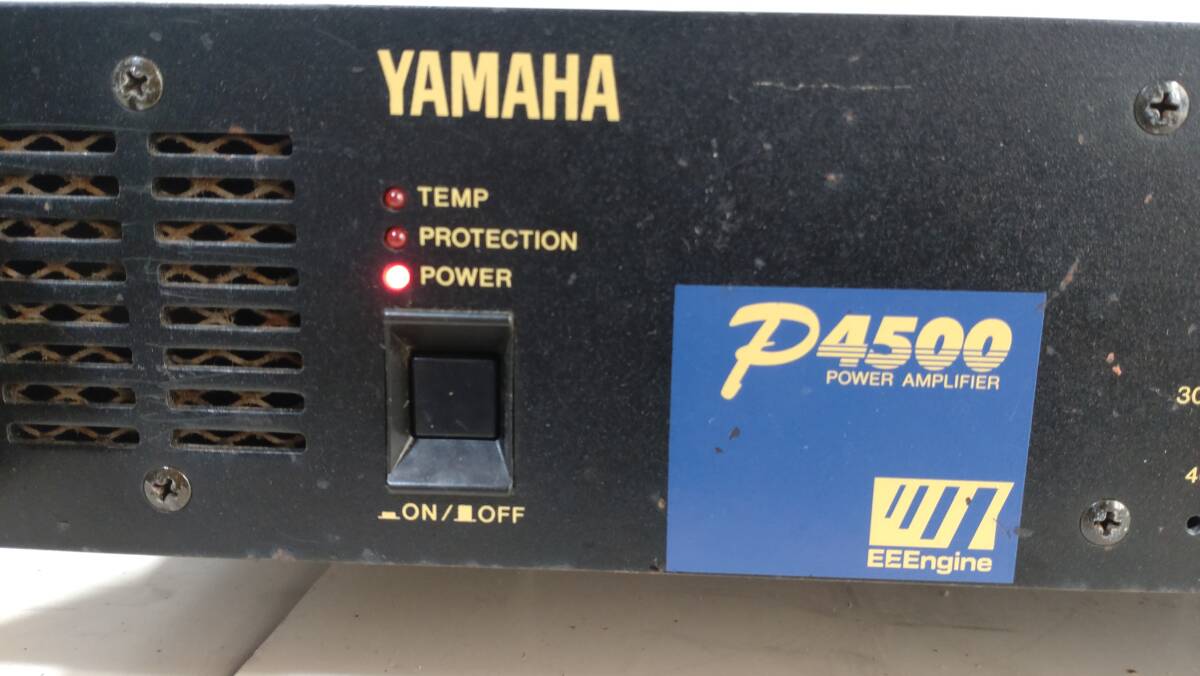 YAMAHA
TEMP
PROTECTION
POWER
ON/ OFF
P4500
POWER AMPLIFIER
EEEngine